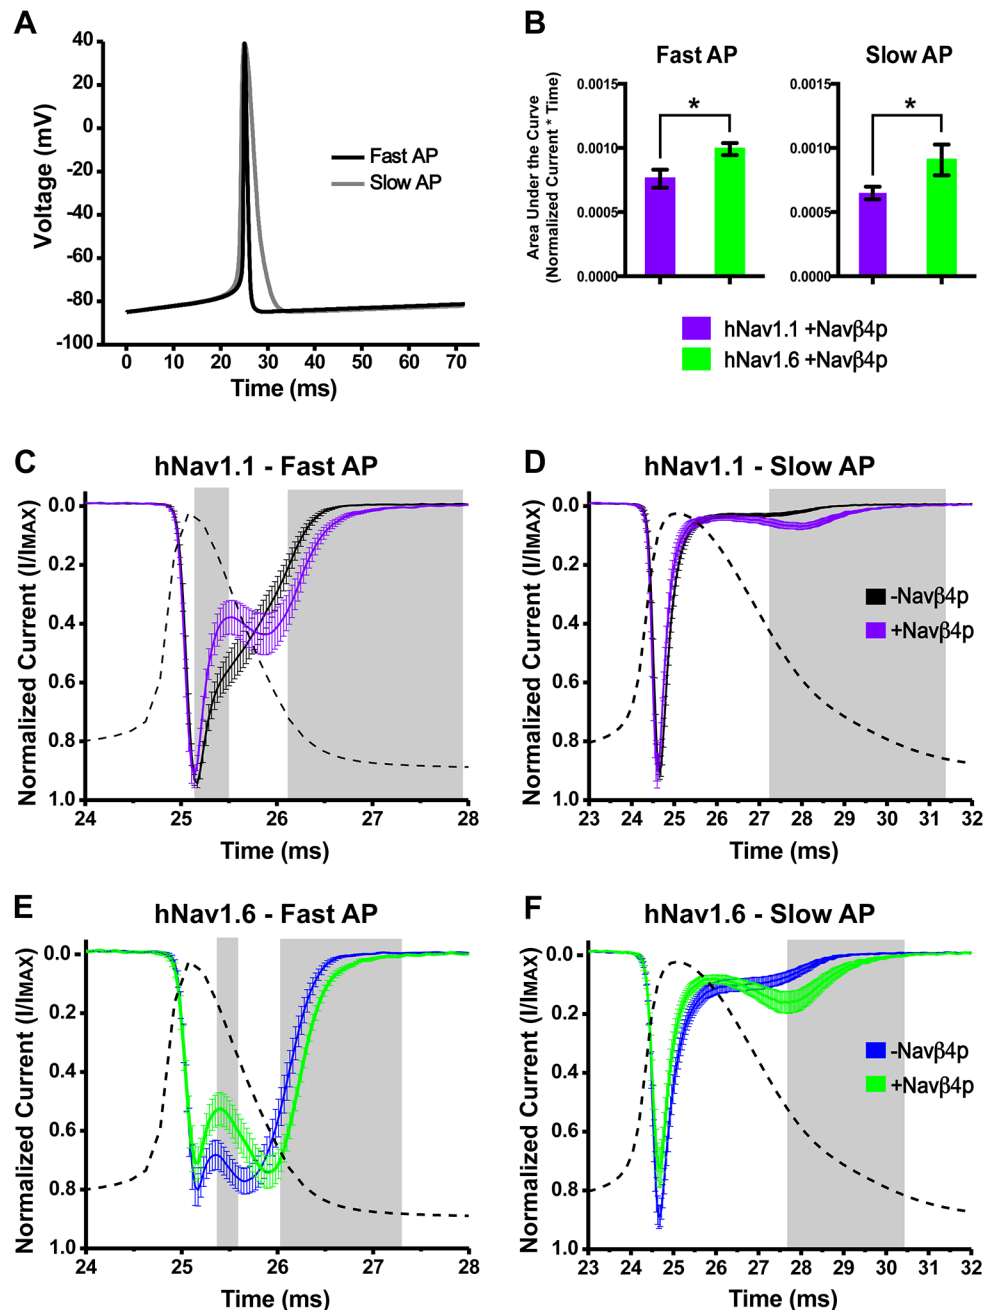 A
Voltage (mV)
40
20
0
-20
-40
-60
-80
-100
Fast AP
Slow AP
0 10 20 30 40 50 60 70
Time (ms)
B
Fast AP
Slow AP
Area Under the Curve
(Normalized Current * Time)
0.0015
0.0010
0.0005
0.0000
*
0.0015
0.0010
0.0005
0.0000
*
hNav1.1 +Navβ4p
hNav1.6 +Navβ4p
C
hNav1.1 - Fast AP
Normalized Current (I/IMAX)
0.0
0.2
0.4
0.6
0.8
1.0
24 25 26 27 28
Time (ms)
D
hNav1.1 - Slow AP
Normalized Current (I/IMAX)
0.0
0.2
0.4
0.6
0.8
1.0
-Navβ4p
+Navβ4p
23 24 25 26 27 28 29 30 31 32
Time (ms)
E
hNav1.6 - Fast AP
Normalized Current (I/IMAX)
0.0
0.2
0.4
0.6
0.8
1.0
24 25 26 27 28
Time (ms)
F
hNav1.6 - Slow AP
Normalized Current (I/IMAX)
0.0
0.2
0.4
0.6
0.8
1.0
-Navβ4p
+Navβ4p
23 24 25 26 27 28 29 30 31 32
Time (ms)